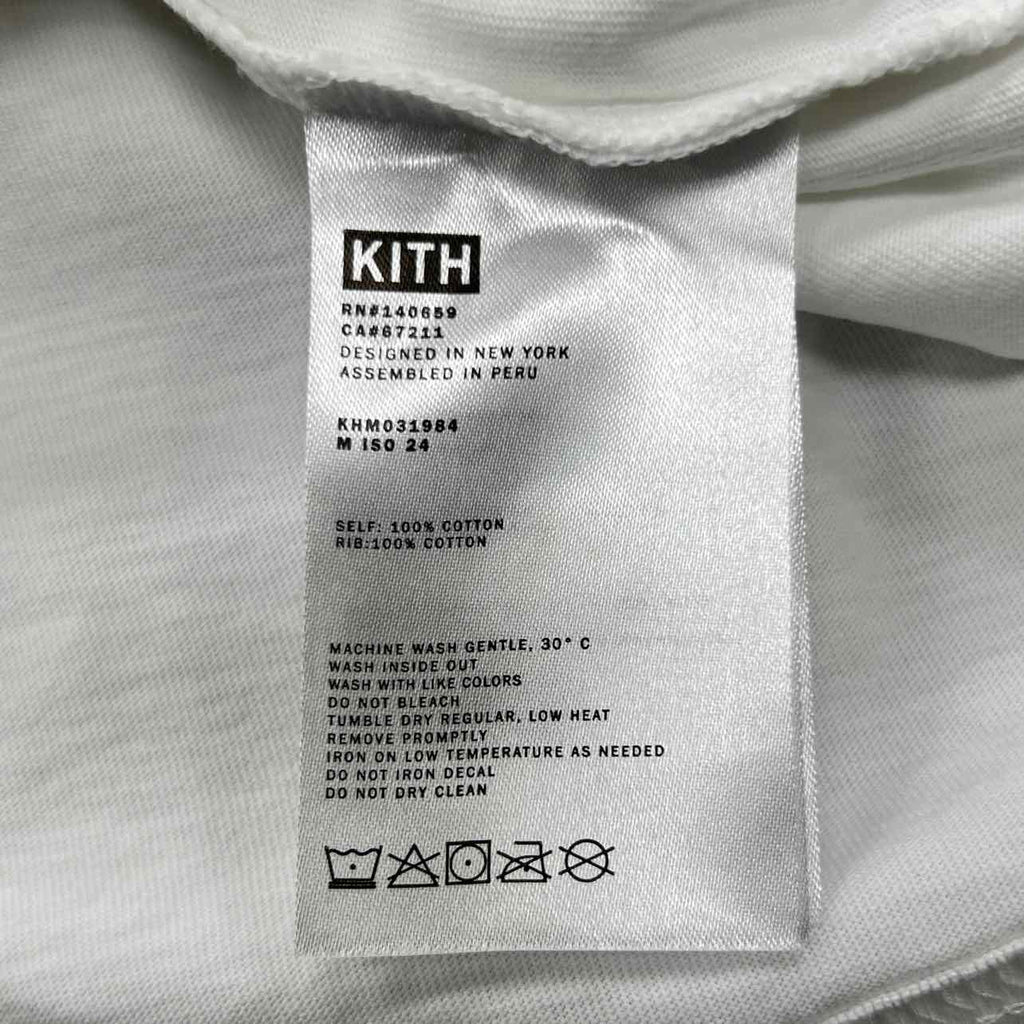 KITH
RN#140659
CA#67211
DESIGNED IN NEW YORK
ASSEMBLED IN PERU
KHM031984
M ISO 24
SELF: 100% COTTON
RIB:100% COTTON
MACHINE WASH GENTLE, 30° C
WASH INSIDE OUT
WASH WITH LIKE COLORS
DO NOT BLEACH
TUMBLE DRY REGULAR, LOW HEAT
REMOVE PROMPTLY
IRON ON LOW TEMPERATURE AS NEEDED
DO NOT IRON DECAL
DO NOT DRY CLEAN